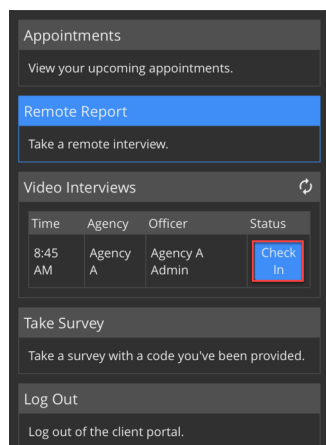 Appointments
View your upcoming appointments.
Remote Report
Take a remote interview.
Video Interviews
Time Agency Officer Status
8:45 Agency Agency A Check
AM A Admin In
Take Survey
Take a survey with a code you've been provided.
Log Out
Log out of the client portal.